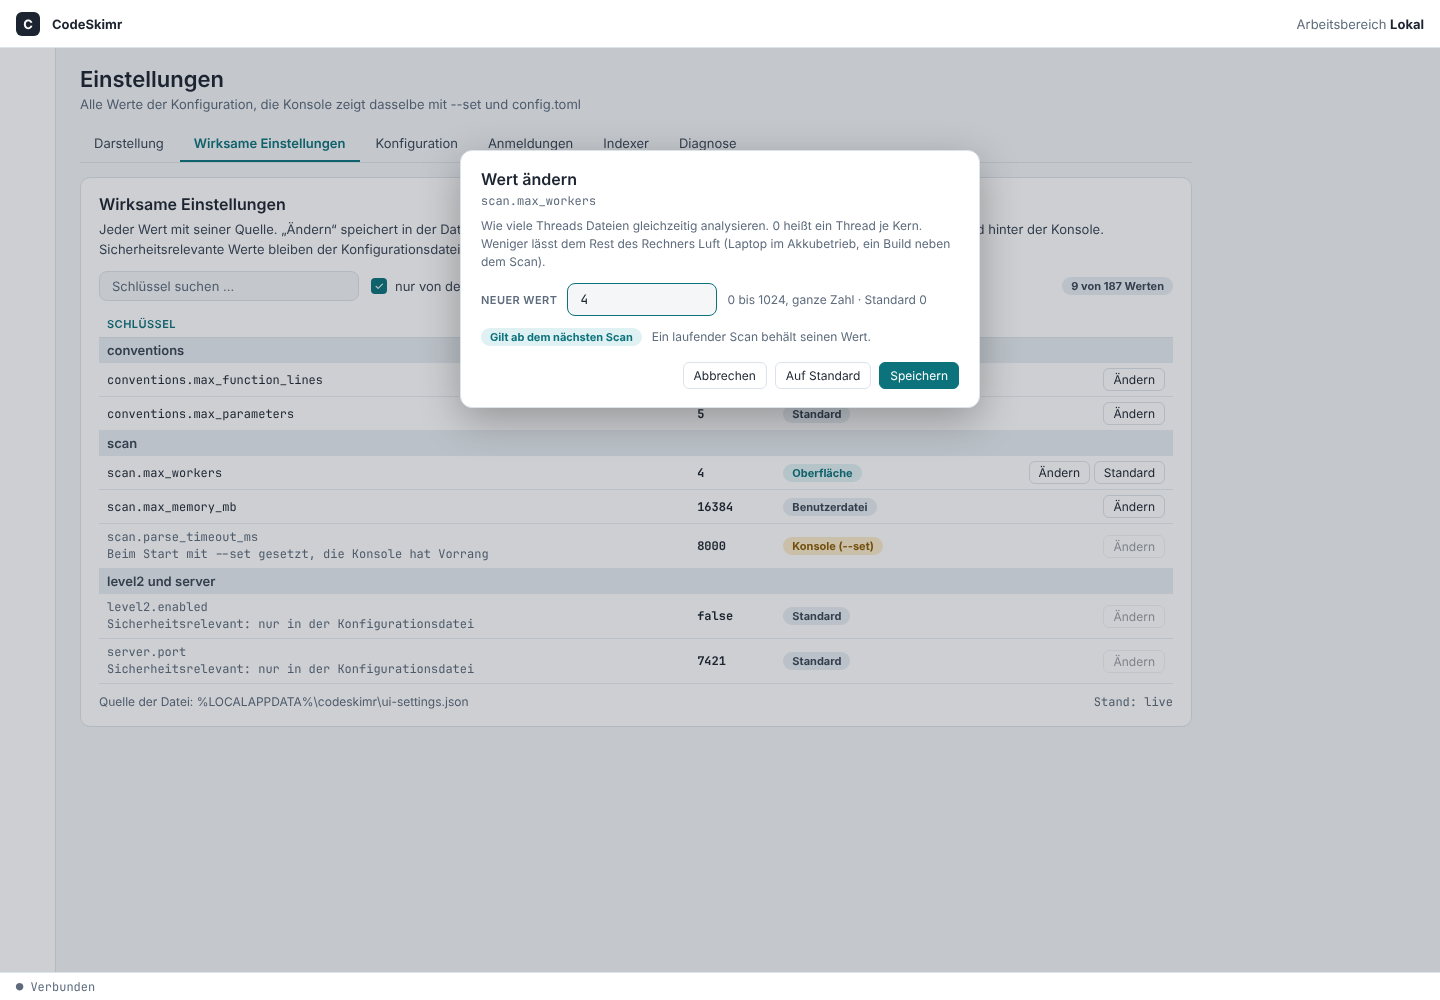 C CodeSkimr
Arbeitsbereich Lokal
Einstellungen
Alle Werte der Konfiguration, die Konsole zeigt dasselbe mit --set und config.toml
Darstellung Wirksame Einstellungen Konfiguration Anmeldungen Indexer Diagnose
Wirksame Einstellungen
Jeder Wert mit seiner Quelle. „Ändern“ speichert in der Dat
hinter der Konsole.
Sicherheitsrelevante Werte bleiben der Konfigurationsdatei
Schlüssel suchen …
nur von de
9 von 187 Werten
SCHLÜSSEL
conventions
conventions.max_function_lines Ändern
conventions.max_parameters 5 Standard Ändern
scan
scan.max_workers 4 Oberfläche Ändern Standard
scan.max_memory_mb 16384 Benutzerdatei Ändern
scan.parse_timeout_ms
Beim Start mit --set gesetzt, die Konsole hat Vorrang
8000 Konsole (--set) Ändern
level2 und server
level2.enabled
Sicherheitsrelevant: nur in der Konfigurationsdatei
false Standard Ändern
server.port
Sicherheitsrelevant: nur in der Konfigurationsdatei
7421 Standard Ändern
Quelle der Datei: %LOCALAPPDATA%\codeskimr\ui-settings.json
Stand: live
Wert ändern
scan.max_workers
Wie viele Threads Dateien gleichzeitig analysieren. 0 heißt ein Thread je Kern.
Weniger lässt dem Rest des Rechners Luft (Laptop im Akkubetrieb, ein Build neben
dem Scan).
NEUER WERT 4 0 bis 1024, ganze Zahl · Standard 0
Gilt ab dem nächsten Scan Ein laufender Scan behält seinen Wert.
Abbrechen Auf Standard Speichern
Verbunden